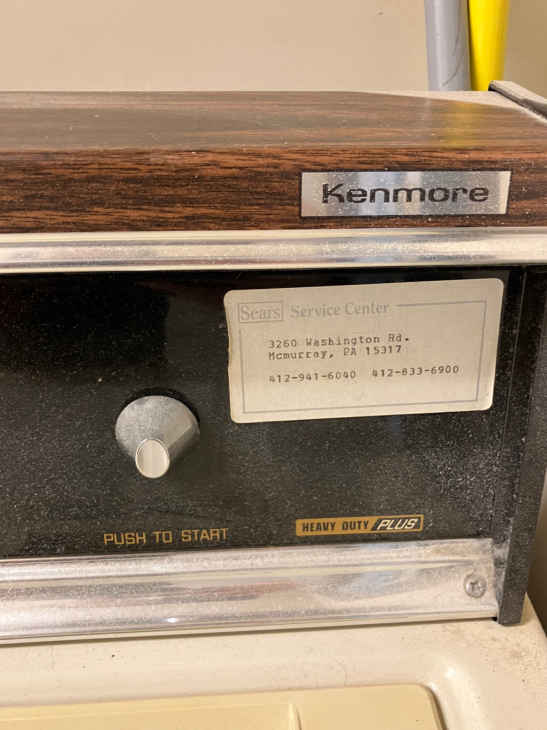 Kenmore
Sears Service Center
3260 Washington Rd.
Mcmurray, PA 15317
412-941-6040 412-833-6900
PUSH TO START
HEAVY DUTY PLUS